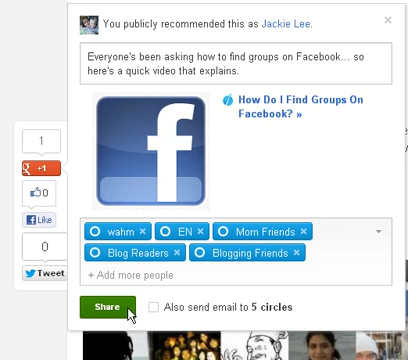 You publicly recommended this as Jackie Lee.
Everyone's been asking how to find groups on Facebook... so
here's a quick video that explains.
How Do I Find Groups On
Facebook? »
f
1
g +1
0
Like
0
Tweet
wahm × EN × Mom Friends ×
Blog Readers × Blogging Friends ×
+ Add more people
Share
Also send email to 5 circles